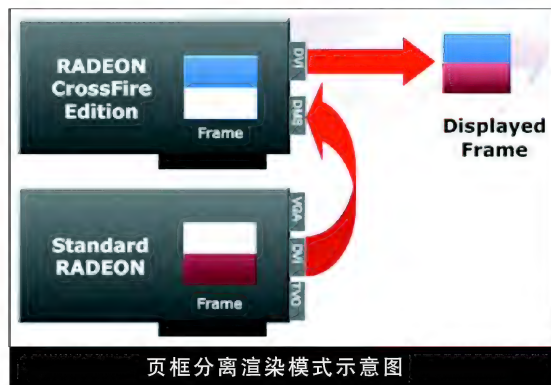 RADEON
CrossFire
Edition
Frame
DVI
DMS
Displayed
Frame
Standard
RADEON
Frame
VGA
DVI
TVO
页框分离渲染模式示意图